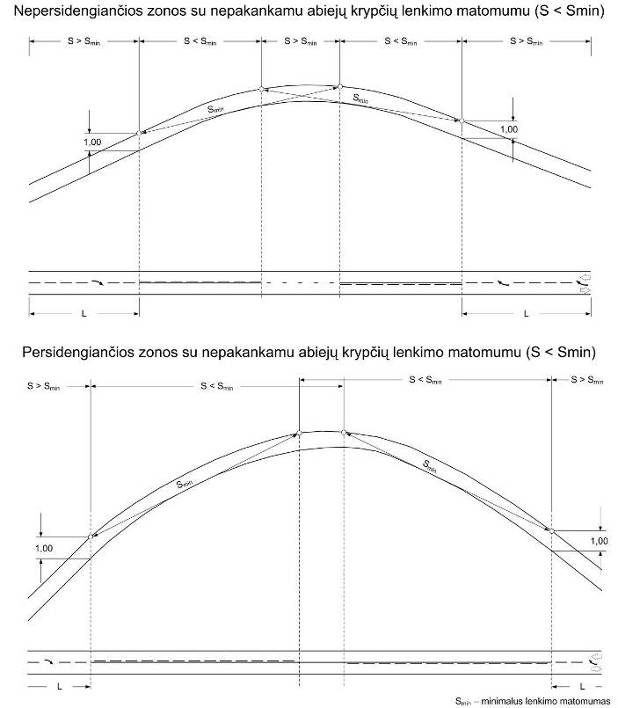 Nepersidengiančios zonos su nepakankamu abiejų krypčių lenkimo matomumu (S < Smin)
S > Smin S < Smin S > Smin S < Smin S > Smin
Smin Smin
1,00 1,00
L L
Persidengiančios zonos su nepakankamu abiejų krypčių lenkimo matomumu (S < Smin)
S > Smin S < Smin S < Smin S > Smin
Smin Smin
1,00 1,00
L L
Smin – minimalus lenkimo matomumas